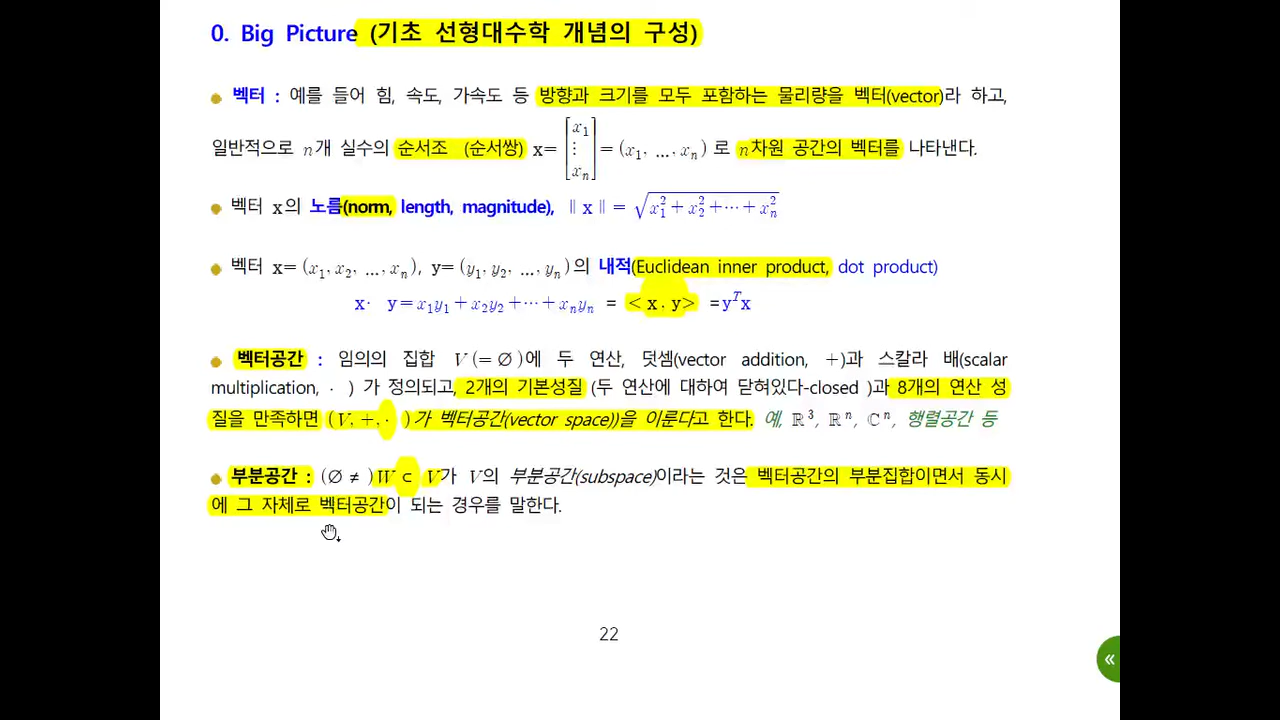 0. Big Picture (기초 선형대수학 개념의 구성)
벡터 : 예를 들어 힘, 속도, 가속도 등 방향과 크기를 모두 포함하는 물리량을 벡터(vector)라 하고,
일반적으로 n개 실수의 순서조 (순서쌍) x= [x₁ ⋮ xₙ] = (x₁, …, xₙ) 로 n차원 공간의 벡터를 나타낸다.
벡터 x의 노름(norm, length, magnitude), ‖x‖ = √(x₁² + x₂² + ⋯ + xₙ²)
벡터 x= (x₁, x₂, …, xₙ), y= (y₁, y₂, …, yₙ)의 내적(Euclidean inner product, dot product)
x· y = x₁y₁ + x₂y₂ + ⋯ + xₙyₙ = < x , y> =yᵀx
벡터공간 : 임의의 집합 V(=∅)에 두 연산, 덧셈(vector addition, +)과 스칼라 배(scalar
multiplication, · ) 가 정의되고, 2개의 기본성질 (두 연산에 대하여 닫혀있다-closed )과 8개의 연산 성
질을 만족하면 (V, +, · )가 벡터공간(vector space))을 이룬다고 한다. 예, ℝ³, ℝⁿ, ℂⁿ, 행렬공간 등
부분공간 : (∅ ≠ )W ⊂ V가 V의 부분공간(subspace)이라는 것은 벡터공간의 부분집합이면서 동시
에 그 자체로 벡터공간이 되는 경우를 말한다.
22
«